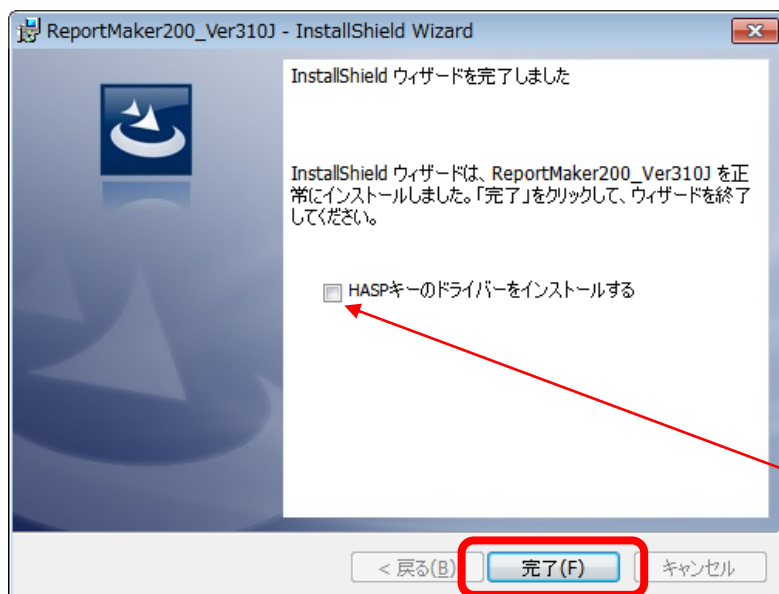 ReportMaker200_Ver310J - InstallShield Wizard
InstallShield ウィザードを完了しました
InstallShield ウィザードは、ReportMaker200_Ver310J を正
常にインストールしました。「完了」をクリックして、ウィザードを終了
してください。
HASPキーのドライバーをインストールする
< 戻る(B) 完了(F) キャンセル